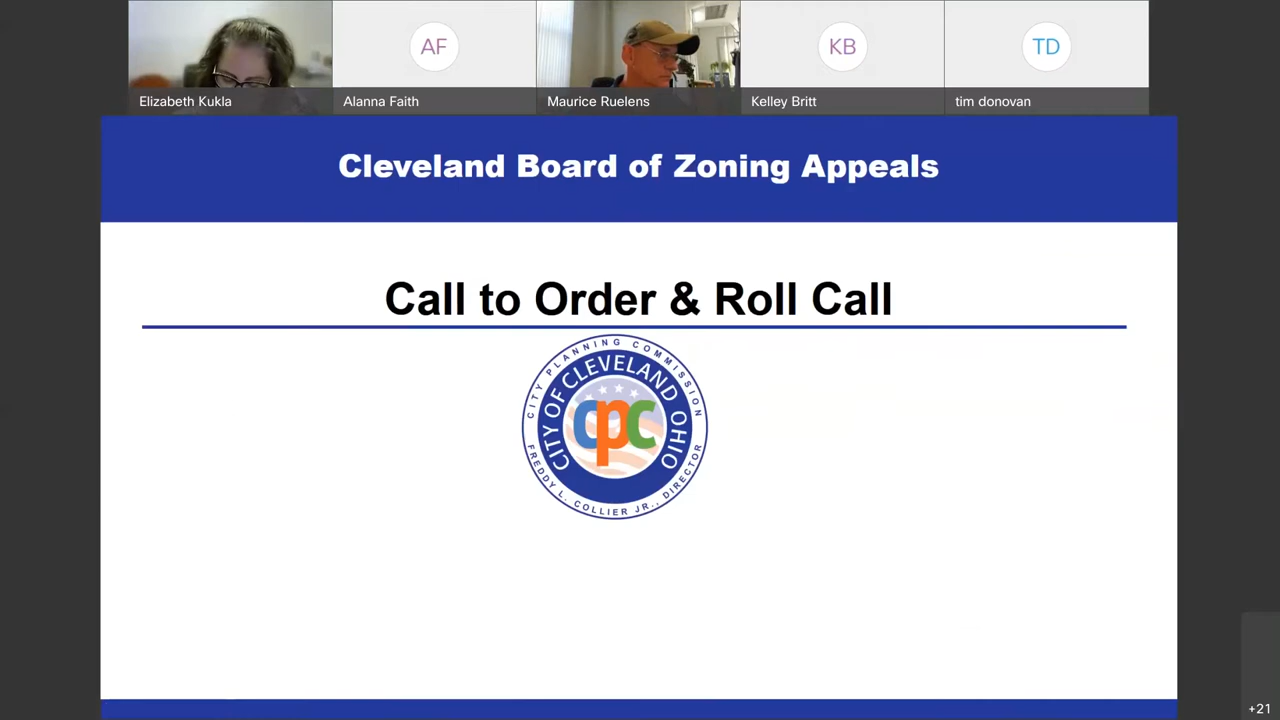 AF
KB
TD
Elizabeth Kukla
Alanna Faith
Maurice Ruelens
Kelley Britt
tim donovan
Cleveland Board of Zoning Appeals
Call to Order & Roll Call
CITY PLANNING COMMISSION
CITY OF CLEVELAND OHIO
cpc
FREDDY L. COLLIER JR., DIRECTOR
+21